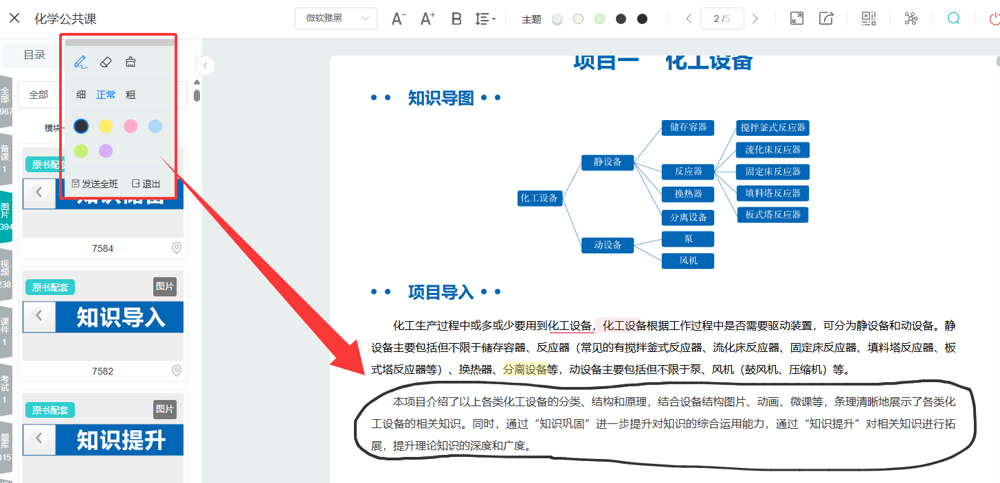 化学公共课
微软雅黑
A-
A+
B
主题
2 /5
目录
全部
967
备课
1
图片
394
视频
238
课件
1
考试
1
题库
315
全部
模块一
细 正常 粗
发送全班 退出
原书配套
知识储备
7584
原书配套 图片
知识导入
7582
原书配套 图片
知识提升
项目一 化工设备
知识导图
化工设备
静设备
动设备
储存容器
反应器
换热器
分离设备
泵
风机
搅拌釜式反应器
流化床反应器
固定床反应器
填料塔反应器
板式塔反应器
项目导入
化工生产过程中或多或少要用到化工设备，化工设备根据工作过程中是否需要驱动装置，可分为静设备和动设备。静
设备主要包括但不限于储存容器、反应器（常见的有搅拌釜式反应器、流化床反应器、固定床反应器、填料塔反应器、板
式塔反应器等）、换热器、分离设备等，动设备主要包括但不限于泵、风机（鼓风机、压缩机）等。
本项目介绍了以上各类化工设备的分类、结构和原理，结合设备结构图片、动画、微课等，条理清晰地展示了各类化
工设备的相关知识。同时，通过“知识巩固”进一步提升对知识的综合运用能力，通过“知识提升”对相关知识进行拓
展，提升理论知识的深度和广度。